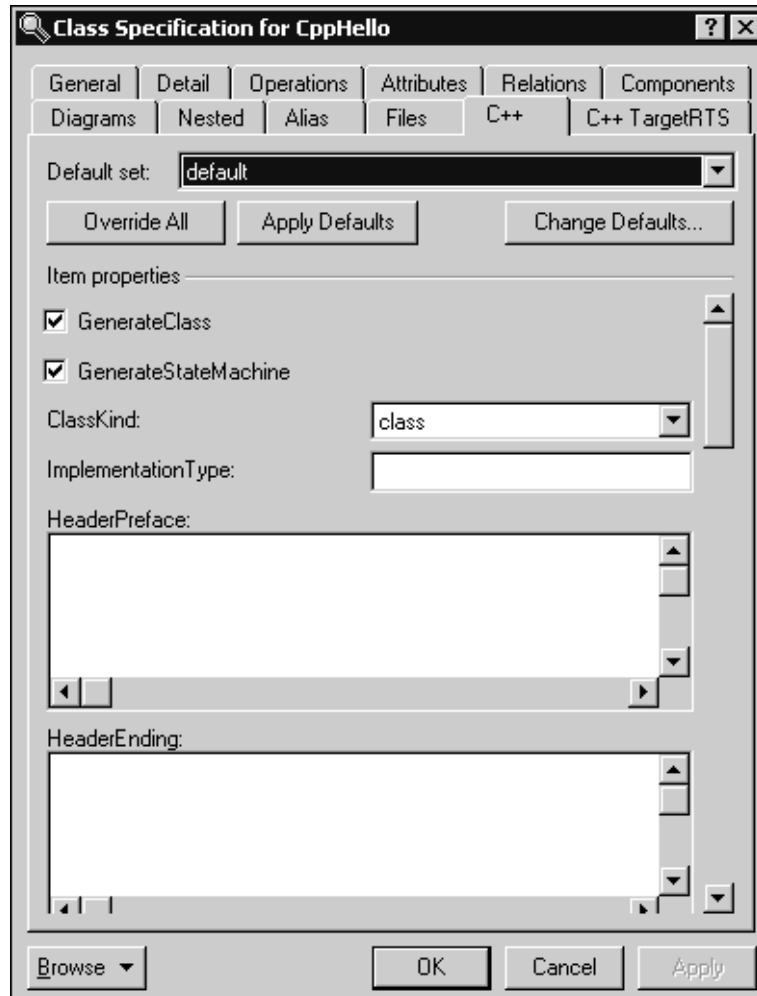 Class Specification for CppHello
General Detail Operations Attributes Relations Components
Diagrams Nested Alias Files C++ C++ TargetRTS
Default set: default
Override All Apply Defaults Change Defaults...
Item properties
GenerateClass
GenerateStateMachine
ClassKind: class
ImplementationType:
HeaderPreface:
HeaderEnding:
Browse OK Cancel Apply